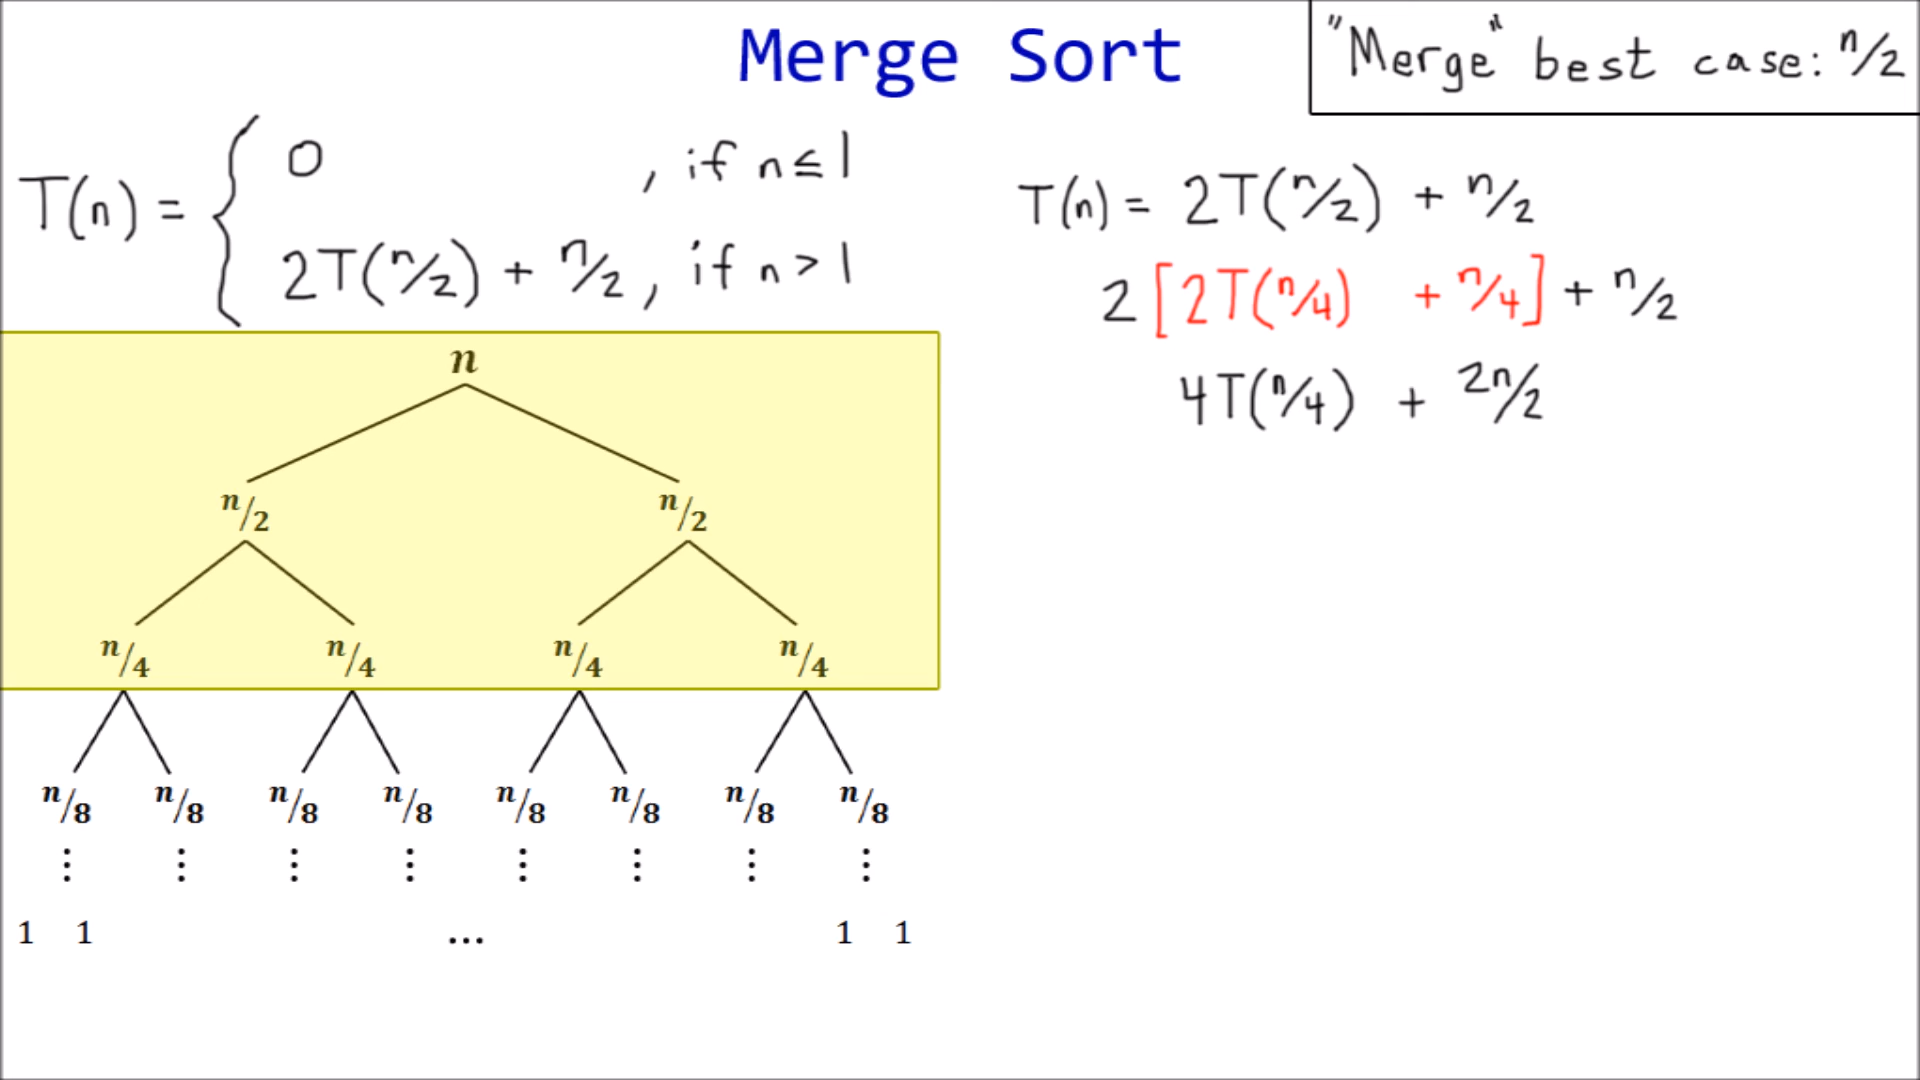 Merge Sort
"Merge" best case: n/2
T(n) = { 0 , if n ≤ 1
2T(n/2) + n/2 , if n > 1
T(n) = 2T(n/2) + n/2
2 [2T(n/4) + n/4] + n/2
4T(n/4) + 2n/2
n
n/2 n/2
n/4 n/4 n/4 n/4
n/8 n/8 n/8 n/8 n/8 n/8 n/8 n/8
⋮ ⋮ ⋮ ⋮ ⋮ ⋮ ⋮ ⋮
1 1 ... 1 1